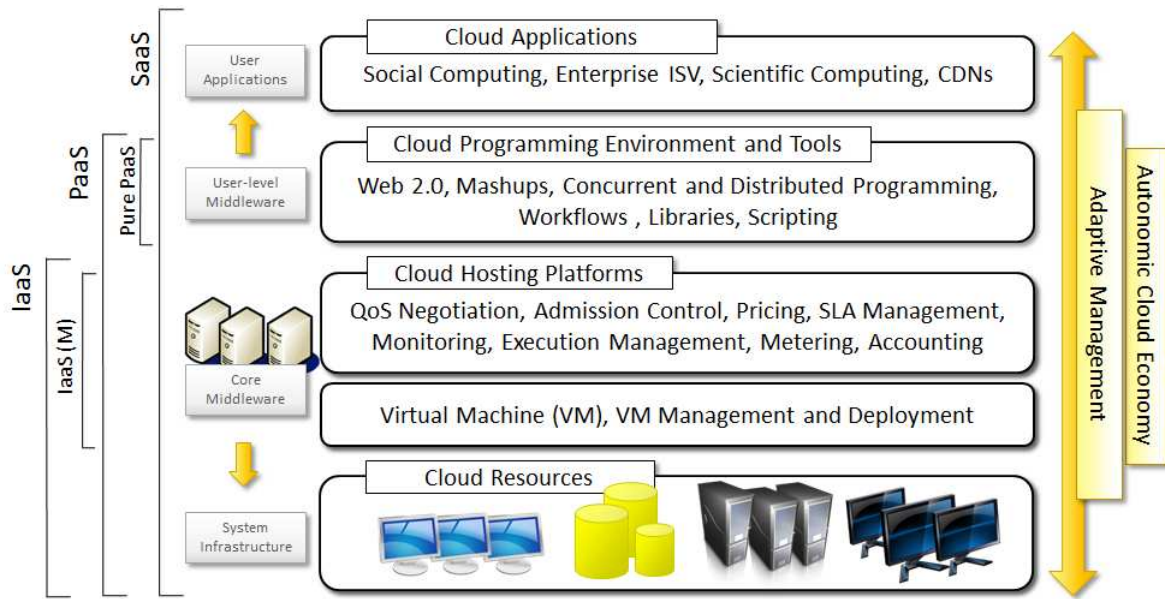 SaaS
PaaS
Pure PaaS
IaaS
IaaS (M)
User
Applications
Cloud Applications
Social Computing, Enterprise ISV, Scientific Computing, CDNs
User-level
Middleware
Cloud Programming Environment and Tools
Web 2.0, Mashups, Concurrent and Distributed Programming,
Workflows , Libraries, Scripting
Cloud Hosting Platforms
QoS Negotiation, Admission Control, Pricing, SLA Management,
Monitoring, Execution Management, Metering, Accounting
Core
Middleware
Virtual Machine (VM), VM Management and Deployment
Cloud Resources
System
Infrastructure
Adaptive Management
Autonomic Cloud Economy